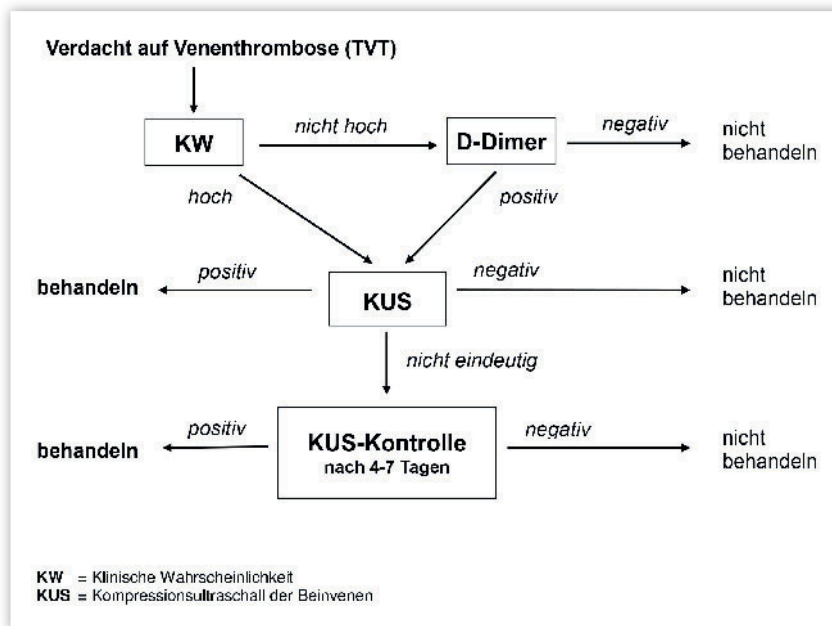 Verdacht auf Venenthrombose (TVT)
KW
nicht hoch
D-Dimer
negativ
nicht
behandeln
hoch
positiv
behandeln
positiv
KUS
negativ
nicht
behandeln
nicht eindeutig
behandeln
positiv
KUS-Kontrolle
nach 4-7 Tagen
negativ
nicht
behandeln
KW = Klinische Wahrscheinlichkeit
KUS = Kompressionsultraschall der Beinvenen